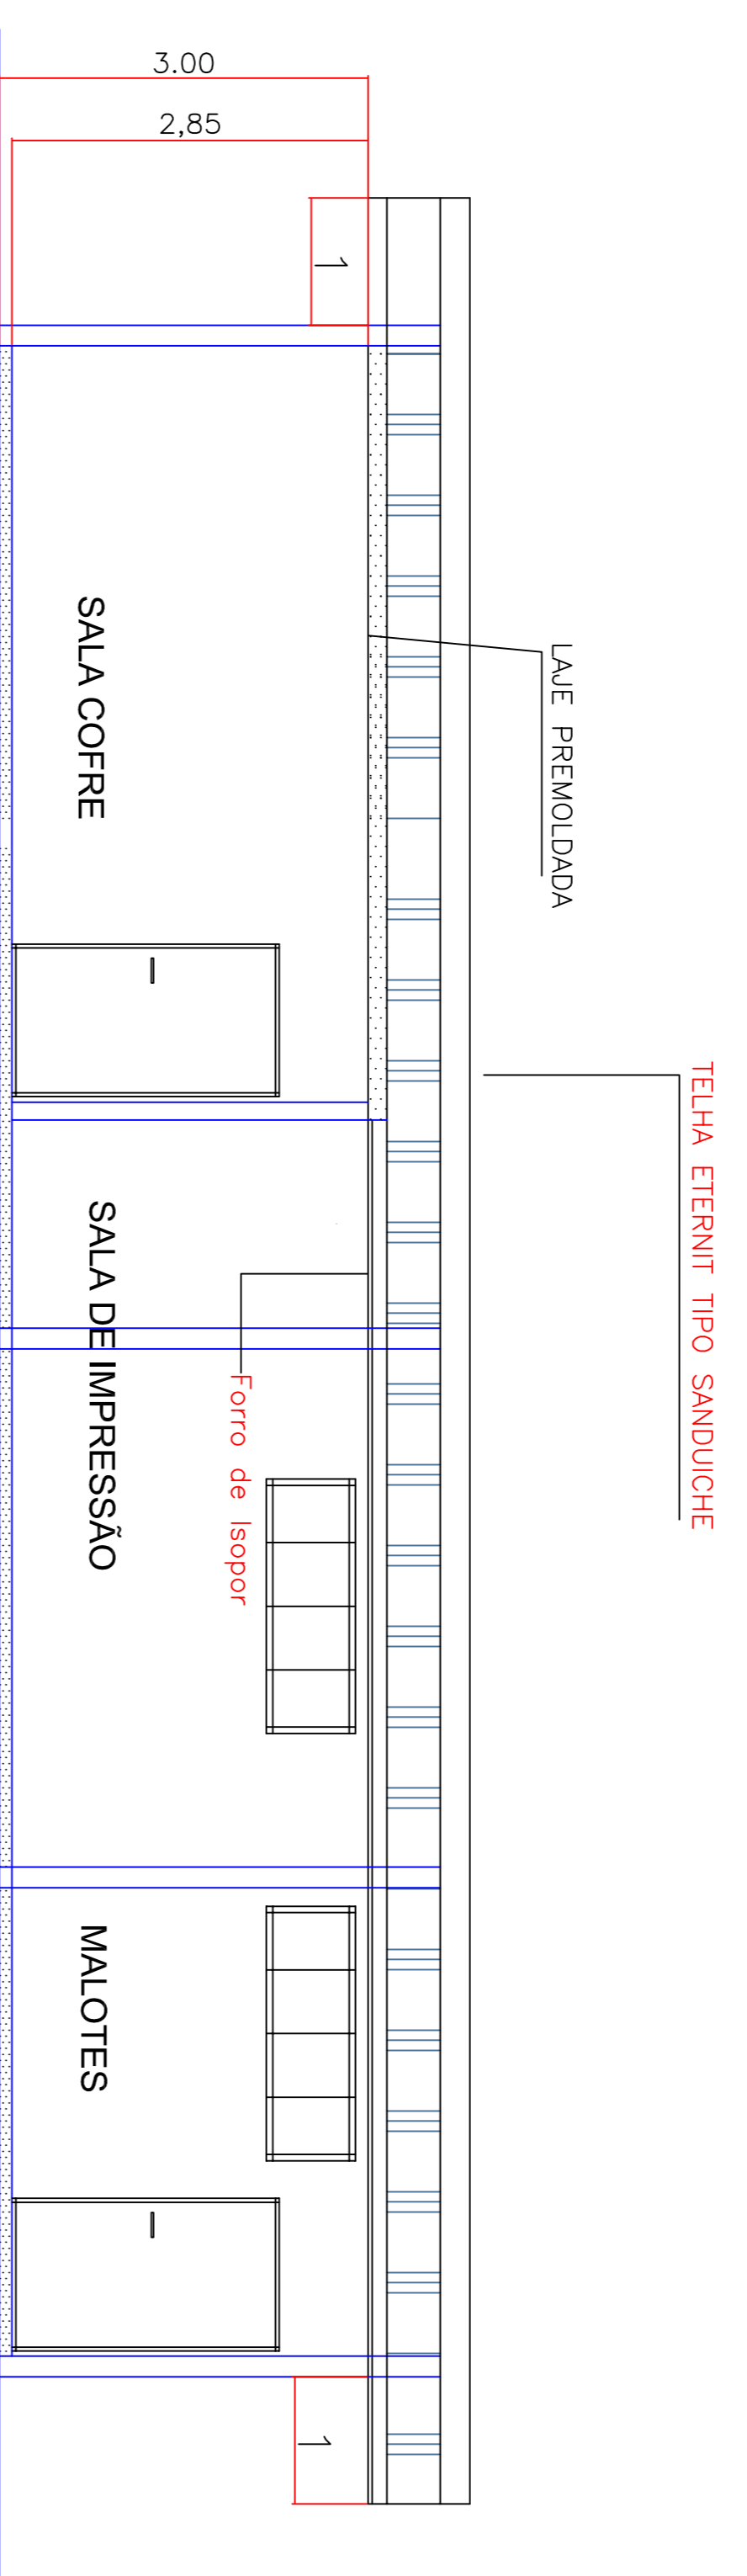 3.00
2,85
1
TELHA ETERNIT TIPO SANDUICHE
LAJE PREMOLDADA
Forro de Isopor
SALA COFRE
SALA DE IMPRESSÃO
MALOTES
1